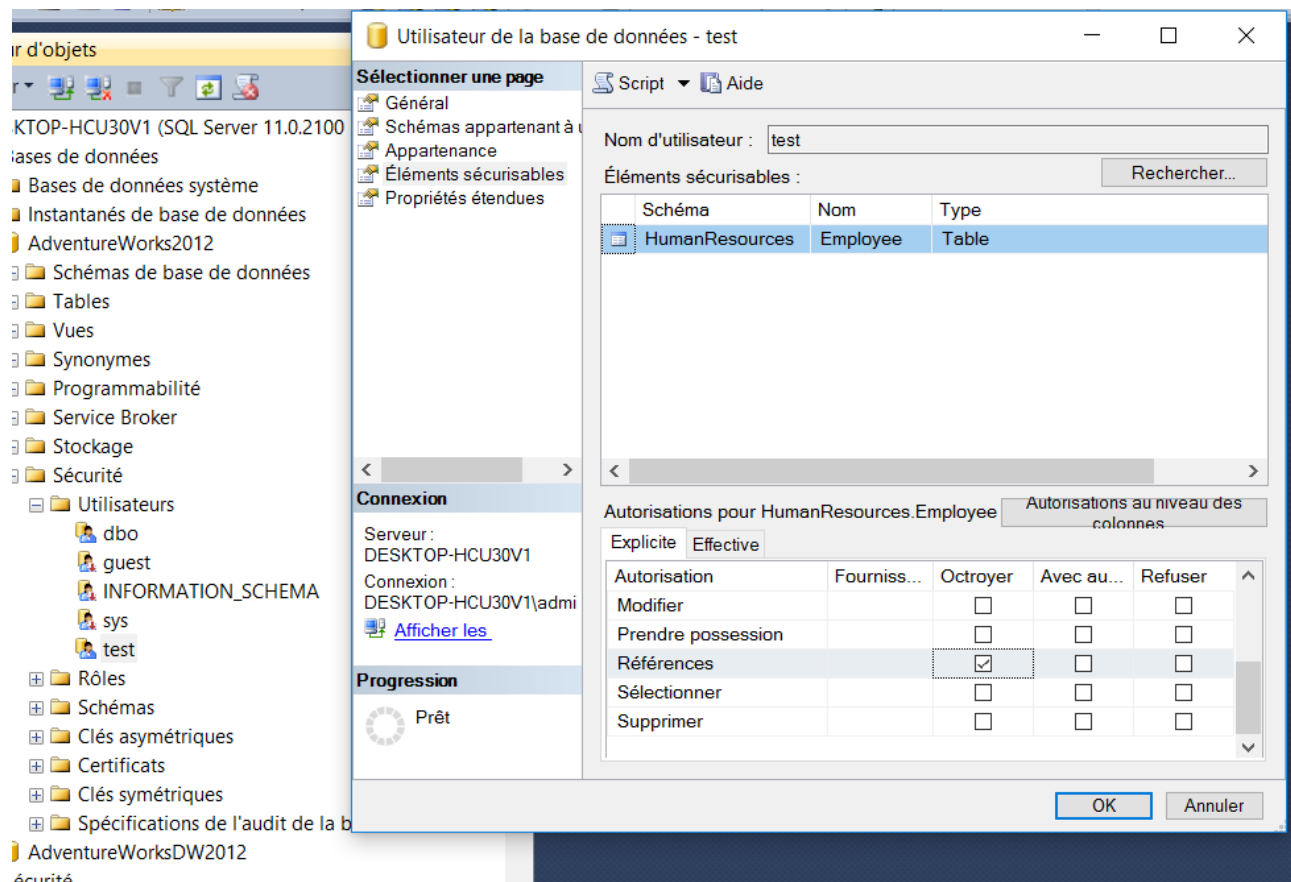 ur d'objets
KTOP-HCU30V1 (SQL Server 11.0.2100
ases de données
Bases de données système
Instantanés de base de données
AdventureWorks2012
Schémas de base de données
Tables
Vues
Synonymes
Programmabilité
Service Broker
Stockage
Sécurité
Utilisateurs
dbo
guest
INFORMATION_SCHEMA
sys
test
Rôles
Schémas
Clés asymétriques
Certificats
Clés symétriques
Spécifications de l'audit de la b
AdventureWorksDW2012
écurité
Utilisateur de la base de données - test
Sélectionner une page
Général
Schémas appartenant à u
Appartenance
Éléments sécurisables
Propriétés étendues
Connexion
Serveur :
DESKTOP-HCU30V1
Connexion :
DESKTOP-HCU30V1\admi
Afficher les
Progression
Prêt
Script Aide
Nom d'utilisateur : test
Éléments sécurisables : Rechercher...
Schéma Nom Type
HumanResources Employee Table
Autorisations pour HumanResources.Employee
Autorisations au niveau des
colonnes
Explicite Effective
Autorisation Fourniss... Octroyer Avec au... Refuser
Modifier
Prendre possession
Références
Sélectionner
Supprimer
OK Annuler